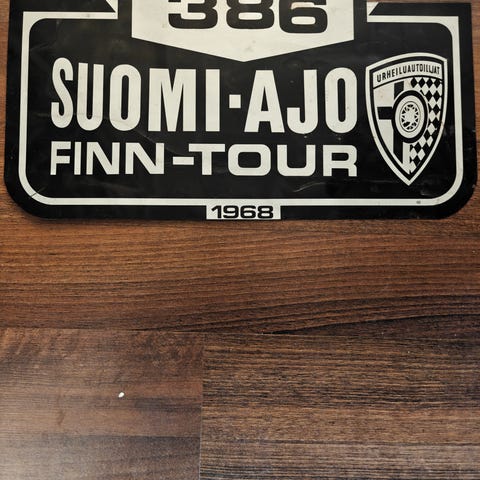 386
SUOMI-AJO
URHEILUAUTOILIJAT
FINN-TOUR
1968